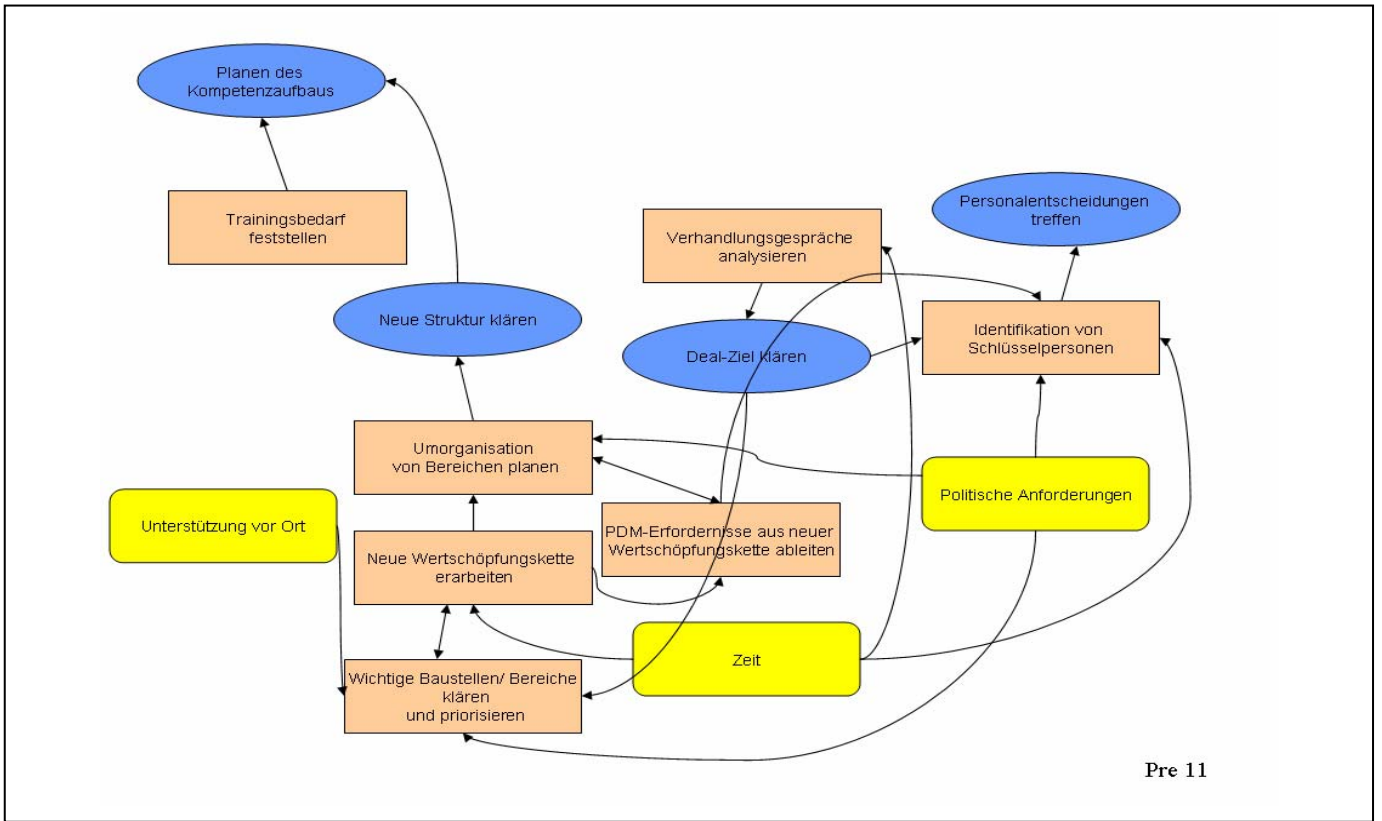 Planen des
Kompetenzaufbaus
Trainingsbedarf
feststellen
Verhandlungsgespräche
analysieren
Personalentscheidungen
treffen
Neue Struktur klären
Deal-Ziel klären
Identifikation von
Schlüsselpersonen
Umorganisation
von Bereichen planen
Politische Anforderungen
Unterstützung vor Ort
Neue Wertschöpfungskette
erarbeiten
PDM-Erfordernisse aus neuer
Wertschöpfungskette ableiten
Zeit
Wichtige Baustellen/ Bereiche
klären
und priorisieren
Pre 11